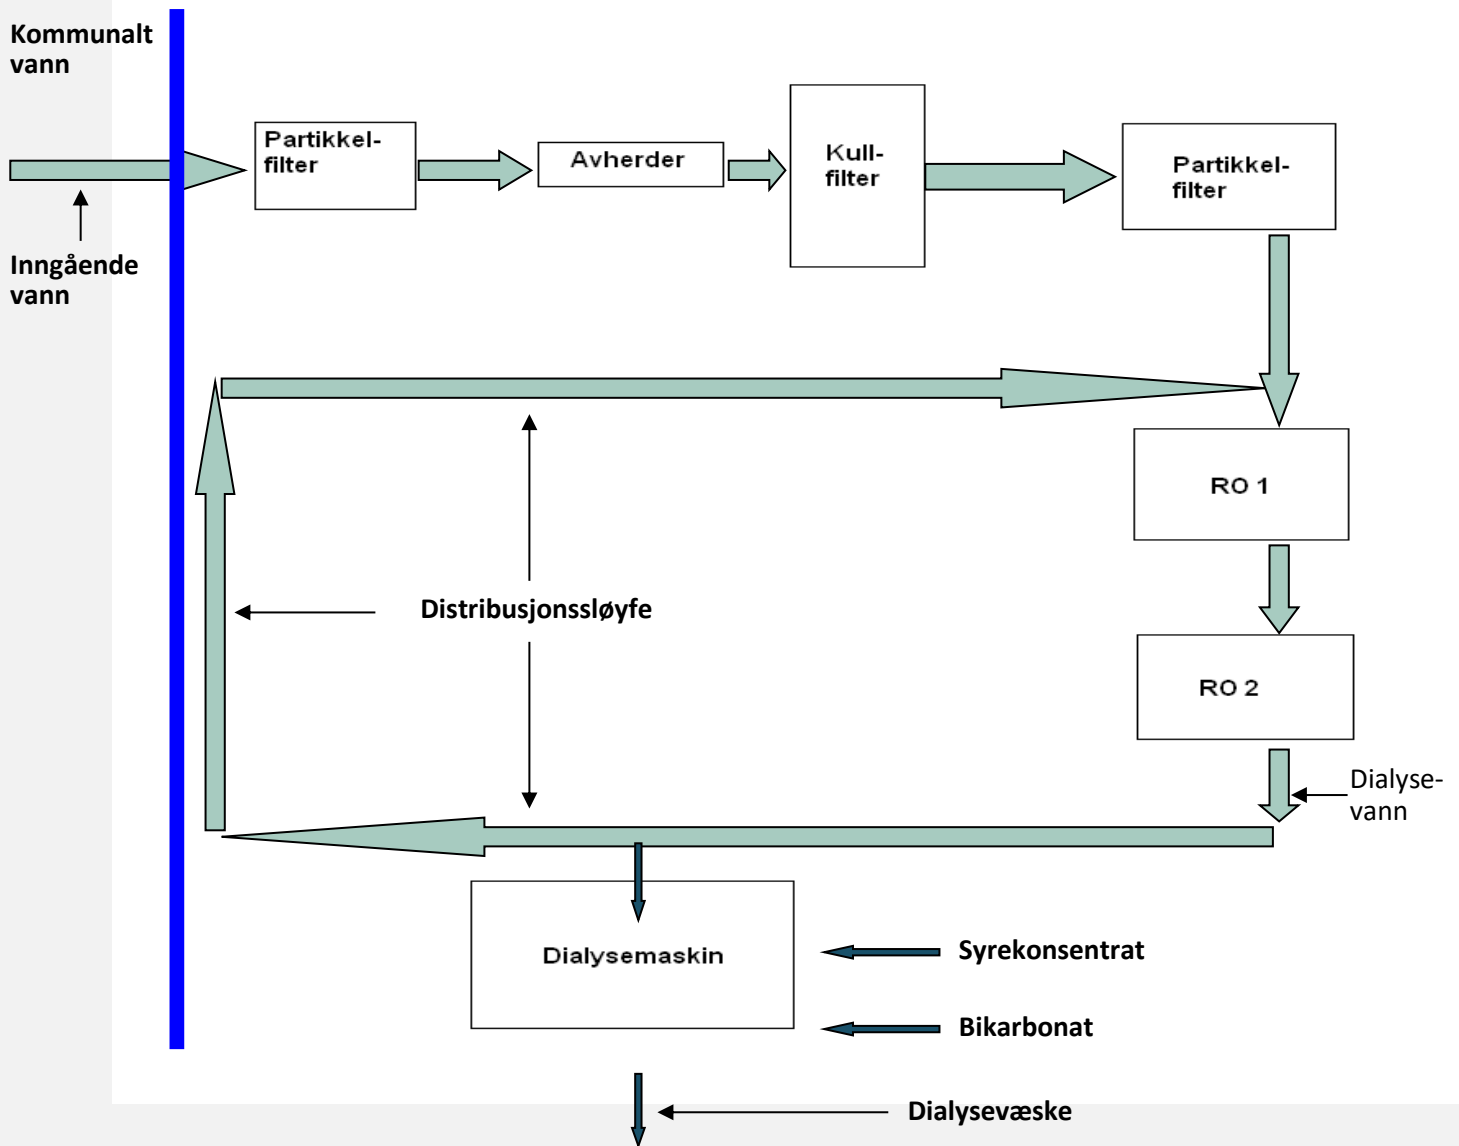 Kommunalt
vann
Partikkel-
filter
Avherder
Kull-
filter
Partikkel-
filter
Inngående
vann
RO 1
Distribusjonssløyfe
RO 2
Dialyse-
vann
Dialysemaskin
Syrekonsentrat
Bikarbonat
Dialysevæske